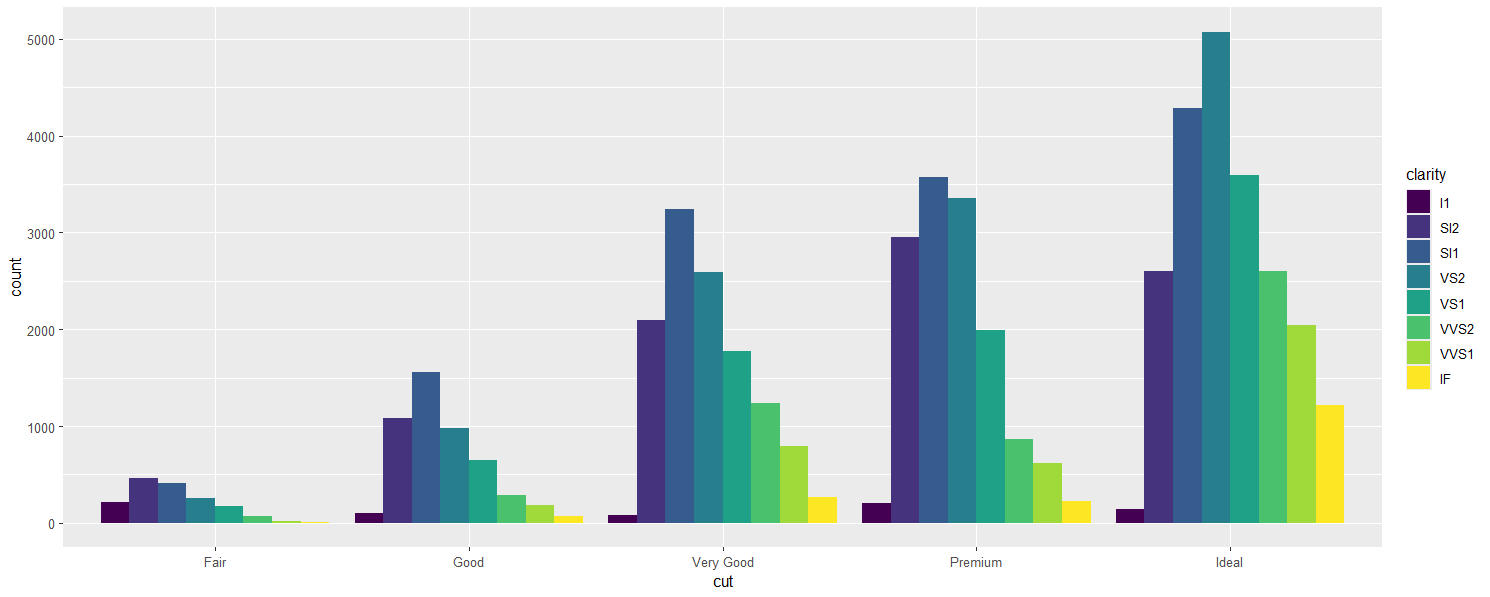 5000
4000
3000
2000
1000
0
count
Fair Good Very Good Premium Ideal
cut
clarity
I1
SI2
SI1
VS2
VS1
VVS2
VVS1
IF